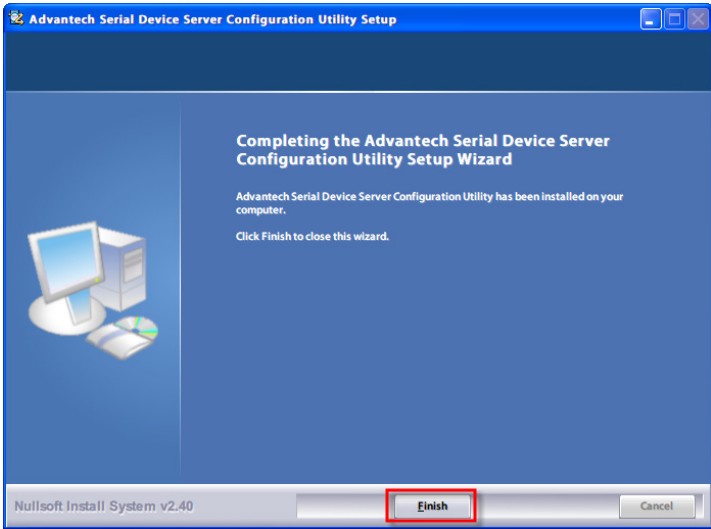 Advantech Serial Device Server Configuration Utility Setup
Completing the Advantech Serial Device Server
Configuration Utility Setup Wizard
Advantech Serial Device Server Configuration Utility has been installed on your
computer.
Click Finish to close this wizard.
Nullsoft Install System v2.40
Finish
Cancel